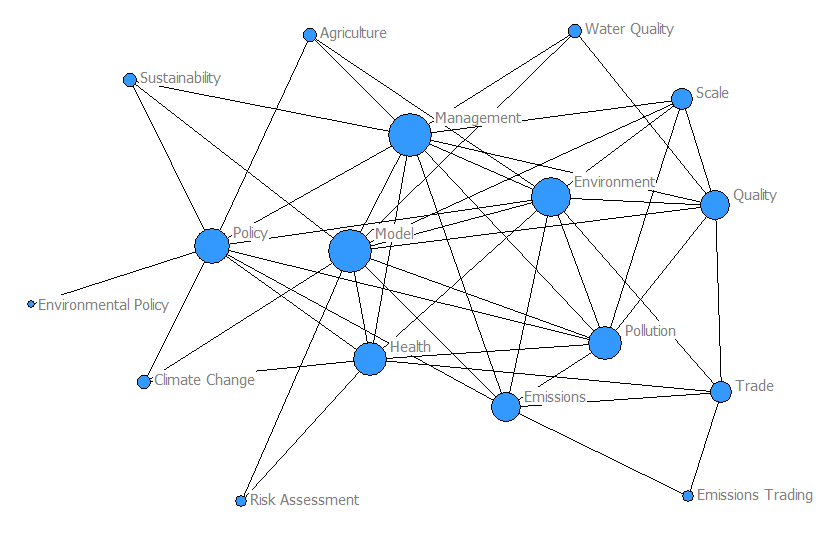 Agriculture
Water Quality
Sustainability
Scale
Management
Environment
Quality
Policy
Model
Environmental Policy
Pollution
Health
Climate Change
Trade
Emissions
Risk Assessment
Emissions Trading